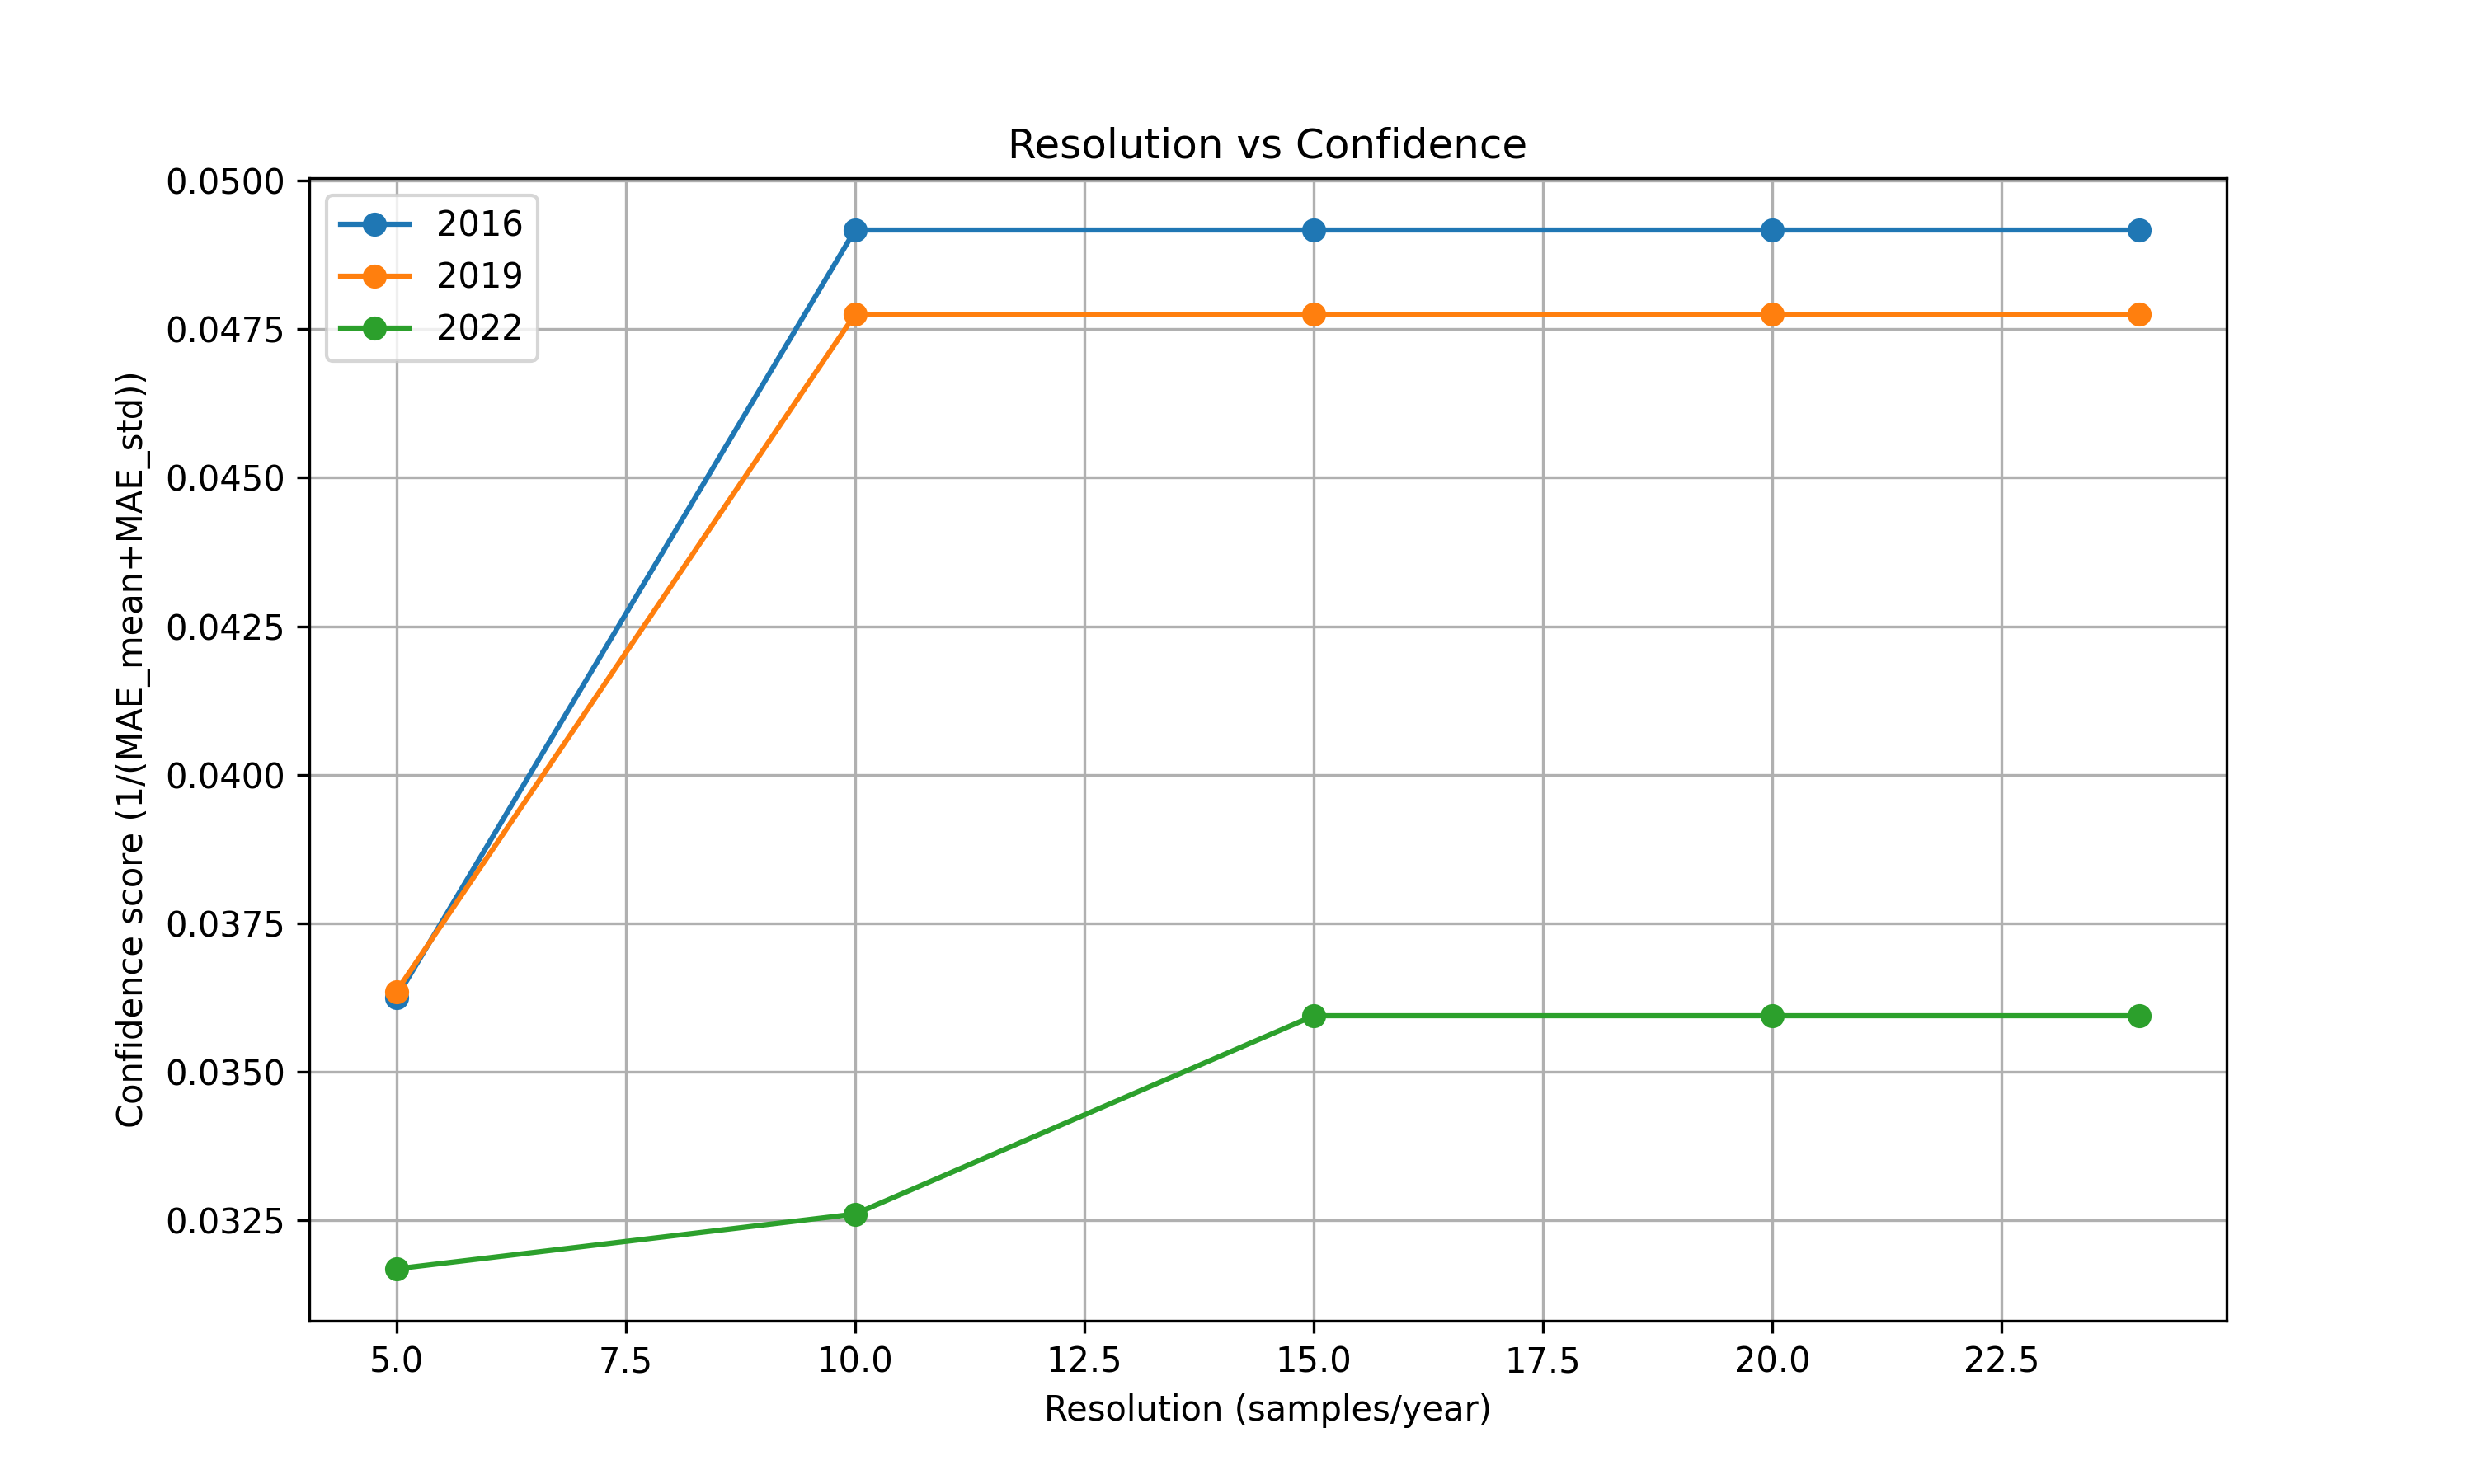 Resolution vs Confidence
2016
2019
2022
0.0500
0.0475
0.0450
0.0425
0.0400
0.0375
0.0350
0.0325
Confidence score (1/(MAE_mean+MAE_std))
5.0 7.5 10.0 12.5 15.0 17.5 20.0 22.5
Resolution (samples/year)